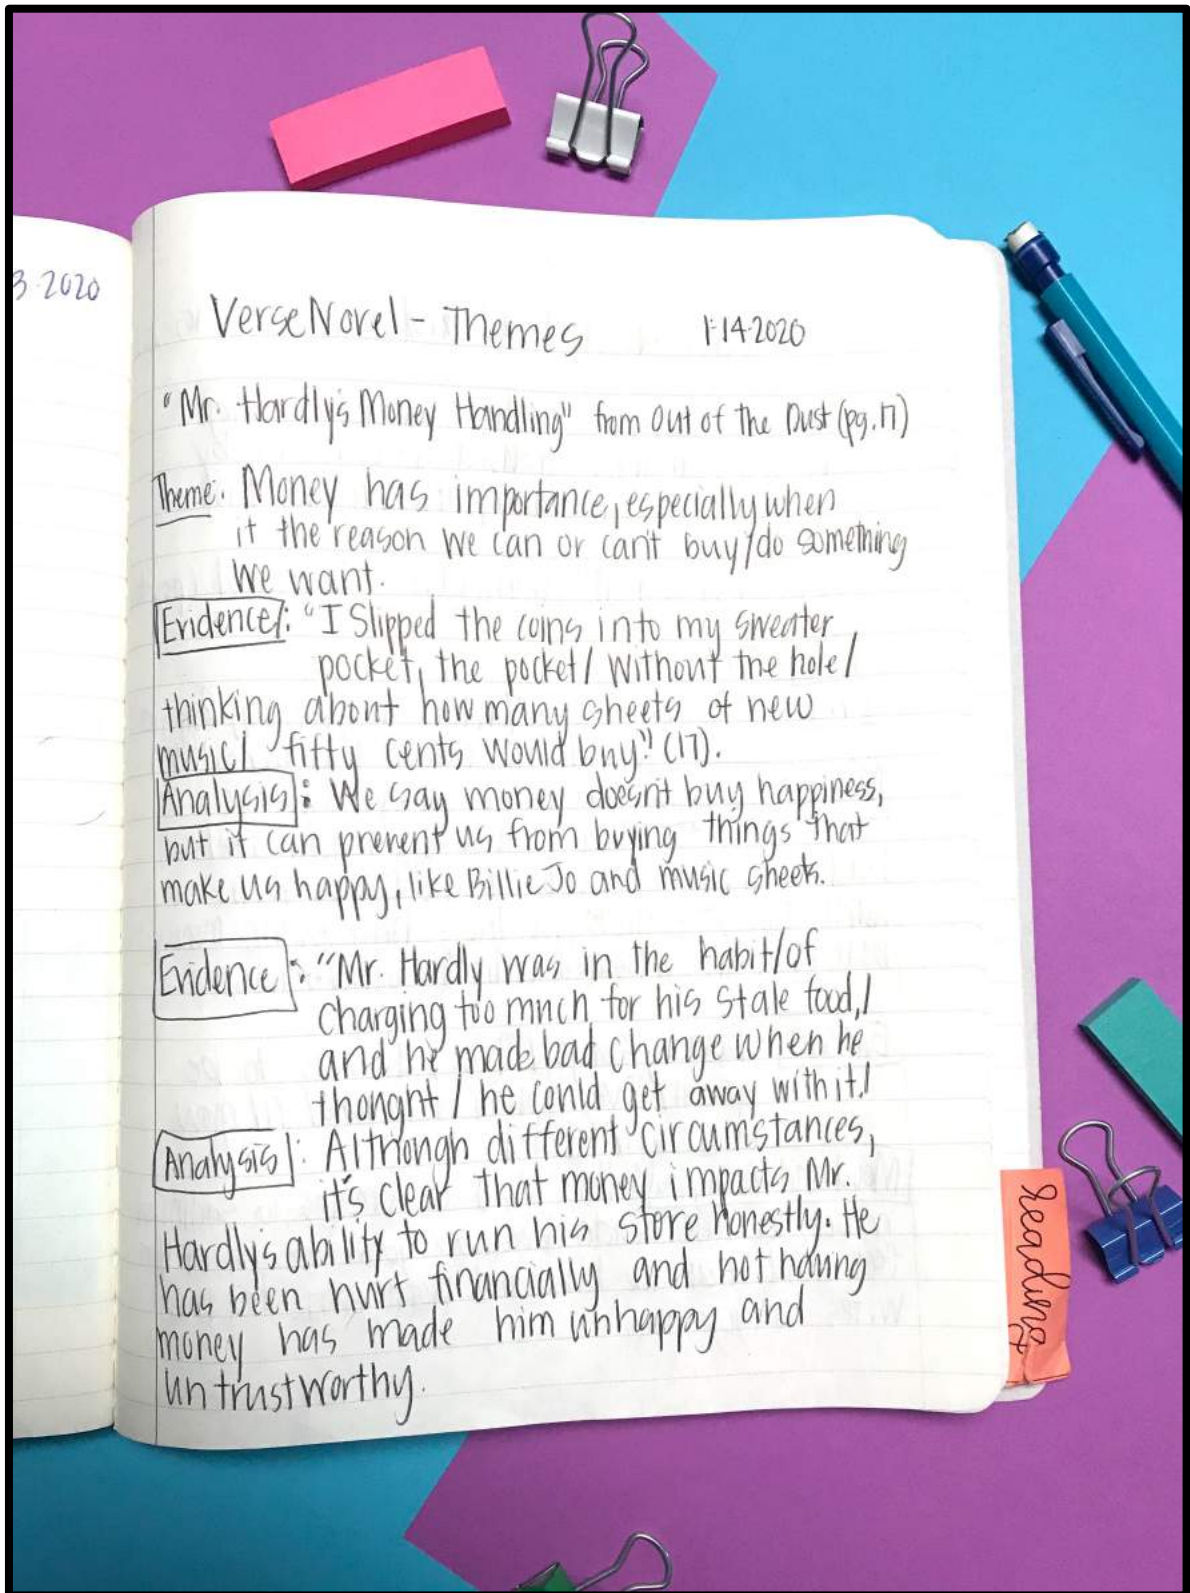 3-2020
Verse Novel - Themes 1-14-2020
"Mr. Hardly's Money Handling" from Out of the Dust (pg. 17)
Theme: Money has importance, especially when
it the reason we can or can't buy/do something
we want.
Evidence: "I slipped the coins into my sweater
pocket, the pocket/ without the hole/
thinking about how many sheets of new
music/ fifty cents would buy" (17).
Analysis: We say money doesn't buy happiness,
but it can prevent us from buying things that
make us happy, like Billie Jo and music sheets.
Evidence: "Mr. Hardly was in the habit/of
charging too much for his stale food,/
and he made bad change when he
thought / he could get away with it./
Analysis: Although different circumstances,
it's clear that money impacts Mr.
Hardly's ability to run his store honestly. He
has been hurt financially and not having
money has made him unhappy and
untrustworthy.
reading